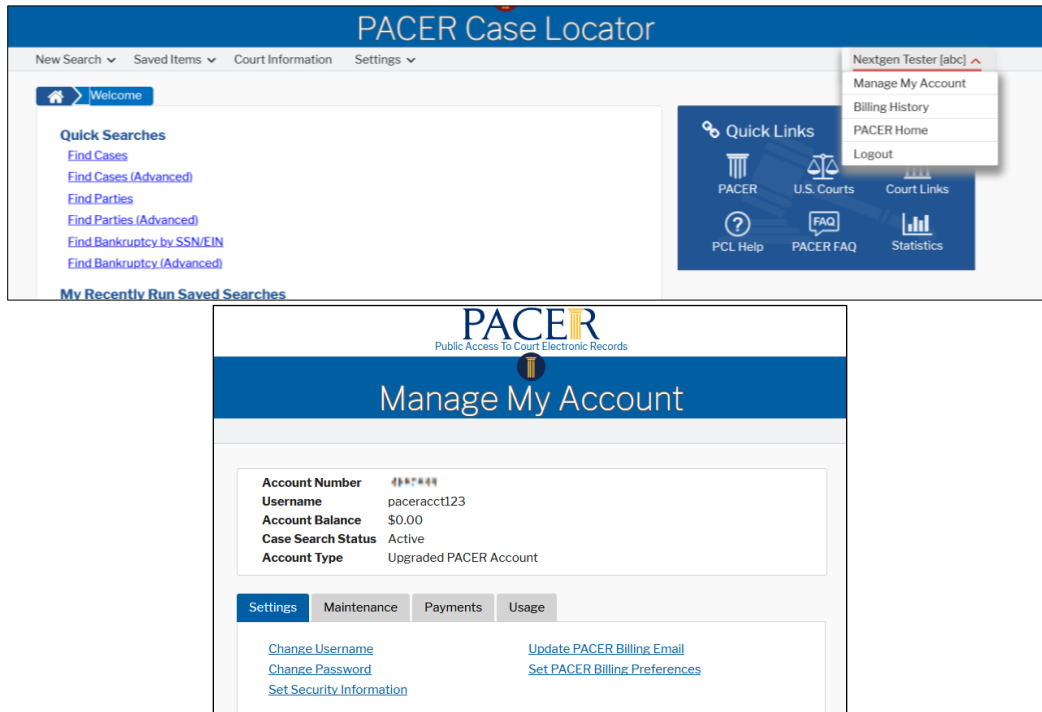 PACER Case Locator
New Search Saved Items Court Information Settings Nextgen Tester [abc]
Manage My Account
Billing History
PACER Home
Logout
Welcome
Quick Searches
Find Cases
Find Cases (Advanced)
Find Parties
Find Parties (Advanced)
Find Bankruptcy by SSN/EIN
Find Bankruptcy (Advanced)
My Recently Run Saved Searches
Quick Links
PACER U.S. Courts Court Links
FAQ
PCL Help PACER FAQ Statistics
PACER
Public Access To Court Electronic Records
Manage My Account
Account Number
Username paceracct123
Account Balance $0.00
Case Search Status Active
Account Type Upgraded PACER Account
Settings Maintenance Payments Usage
Change Username Update PACER Billing Email
Change Password Set PACER Billing Preferences
Set Security Information